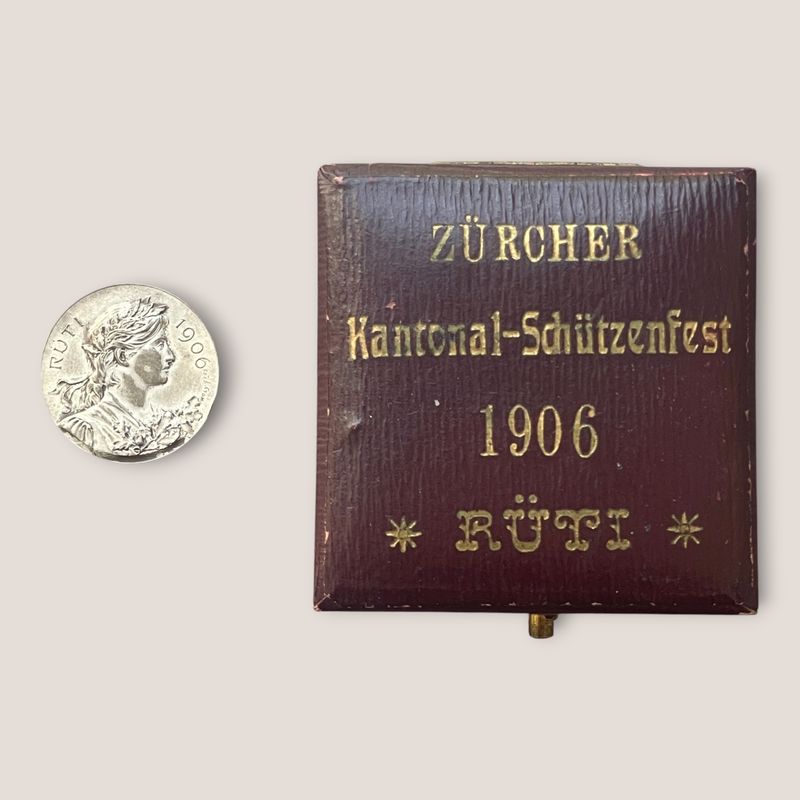 RÜTI 1906
ZÜRCHER
Kantonal-Schützenfest
1906
* RÜTI *